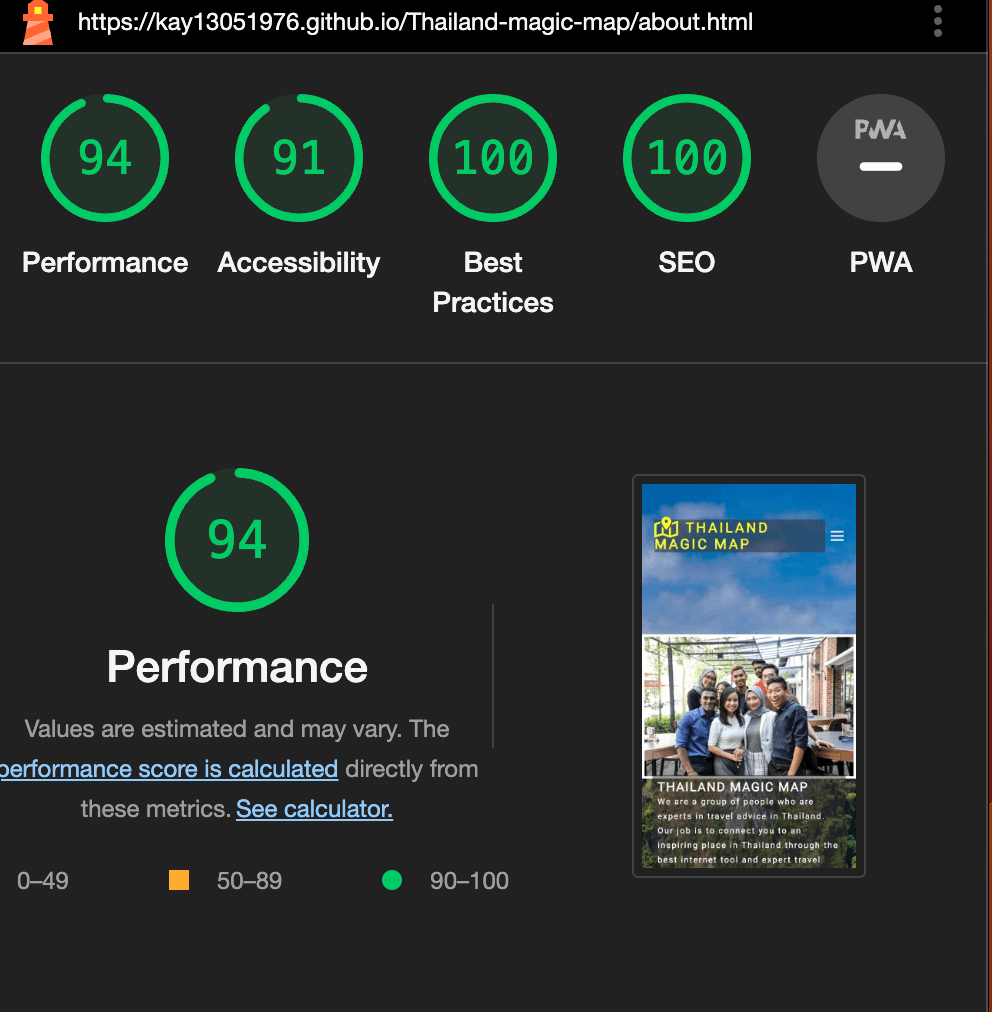 https://kay13051976.github.io/Thailand-magic-map/about.html
94
91
100
100
PWA
Performance
Accessibility
Best
Practices
SEO
PWA
94
Performance
Values are estimated and may vary. The
performance score is calculated directly from
these metrics. See calculator.
0–49
50–89
90–100
THAILAND
MAGIC MAP
THAILAND MAGIC MAP
We are a group of people who are
experts in travel advice in Thailand.
Our job is to connect you to an
inspiring place in Thailand through the
best internet tool and expert travel